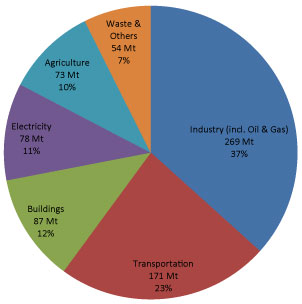 Waste &
Others
54 Mt
7%
Agriculture
73 Mt
10%
Industry (incl. Oil & Gas)
269 Mt
37%
Electricity
78 Mt
11%
Buildings
87 Mt
12%
Transportation
171 Mt
23%